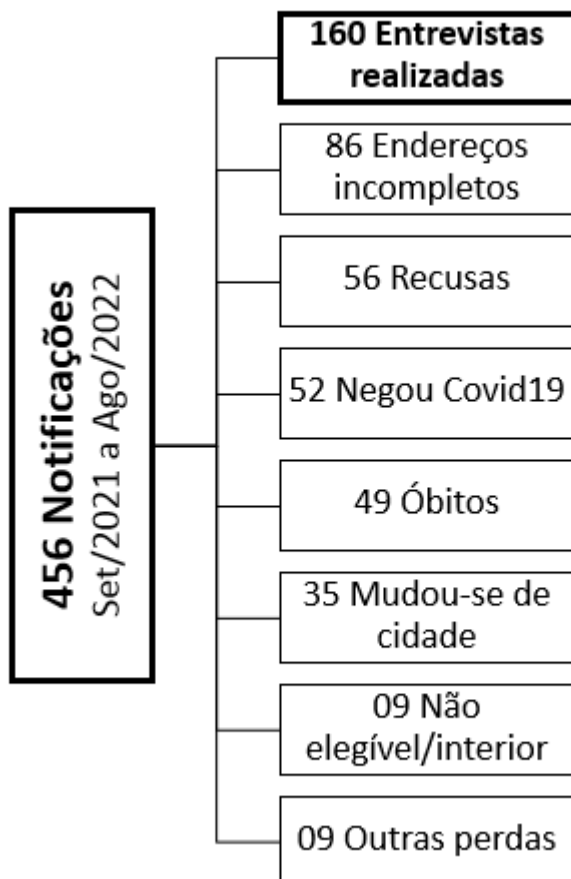 456 Notificações
Set/2021 a Ago/2022
160 Entrevistas
realizadas
86 Endereços
incompletos
56 Recusas
52 Negou Covid19
49 Óbitos
35 Mudou-se de
cidade
09 Não
elegível/interior
09 Outras perdas